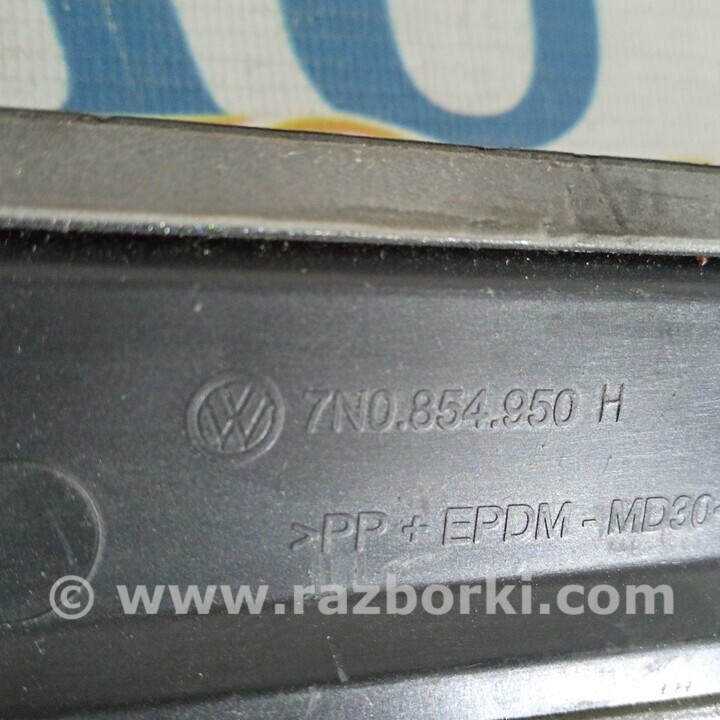 7N0.854.950 H
>PP + EPDM - MD30
© www.razborki.com